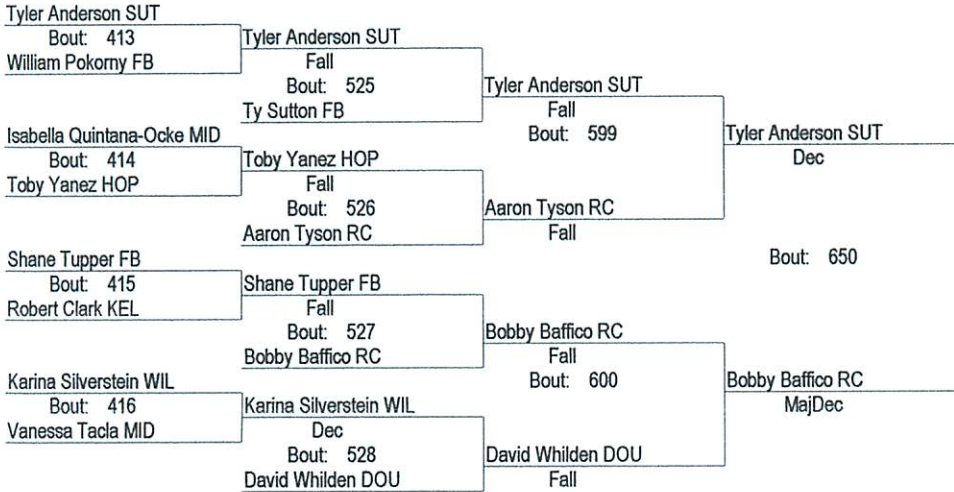 Tyler Anderson SUT
Bout: 413
William Pokorny FB
Tyler Anderson SUT
Fall
Bout: 525
Ty Sutton FB
Tyler Anderson SUT
Fall
Bout: 599
Isabella Quintana-Ocke MID
Bout: 414
Toby Yanez HOP
Toby Yanez HOP
Fall
Bout: 526
Aaron Tyson RC
Aaron Tyson RC
Fall
Tyler Anderson SUT
Dec
Bout: 650
Shane Tupper FB
Bout: 415
Robert Clark KEL
Shane Tupper FB
Fall
Bout: 527
Bobby Baffico RC
Bobby Baffico RC
Fall
Bout: 600
Karina Silverstein WIL
Bout: 416
Vanessa Tacla MID
Karina Silverstein WIL
Dec
Bout: 528
David Whilden DOU
David Whilden DOU
Fall
Bobby Baffico RC
MajDec